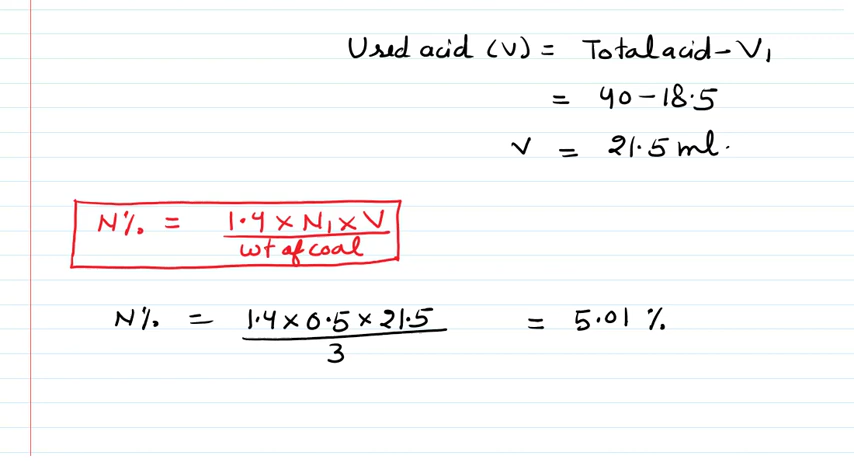 Used acid (V) = Total acid - V₁
= 40 - 18.5
V = 21.5 ml.
N% = 1.4 × N₁ × V
wt of coal
N% = 1.4 × 0.5 × 21.5 = 5.01 %
3